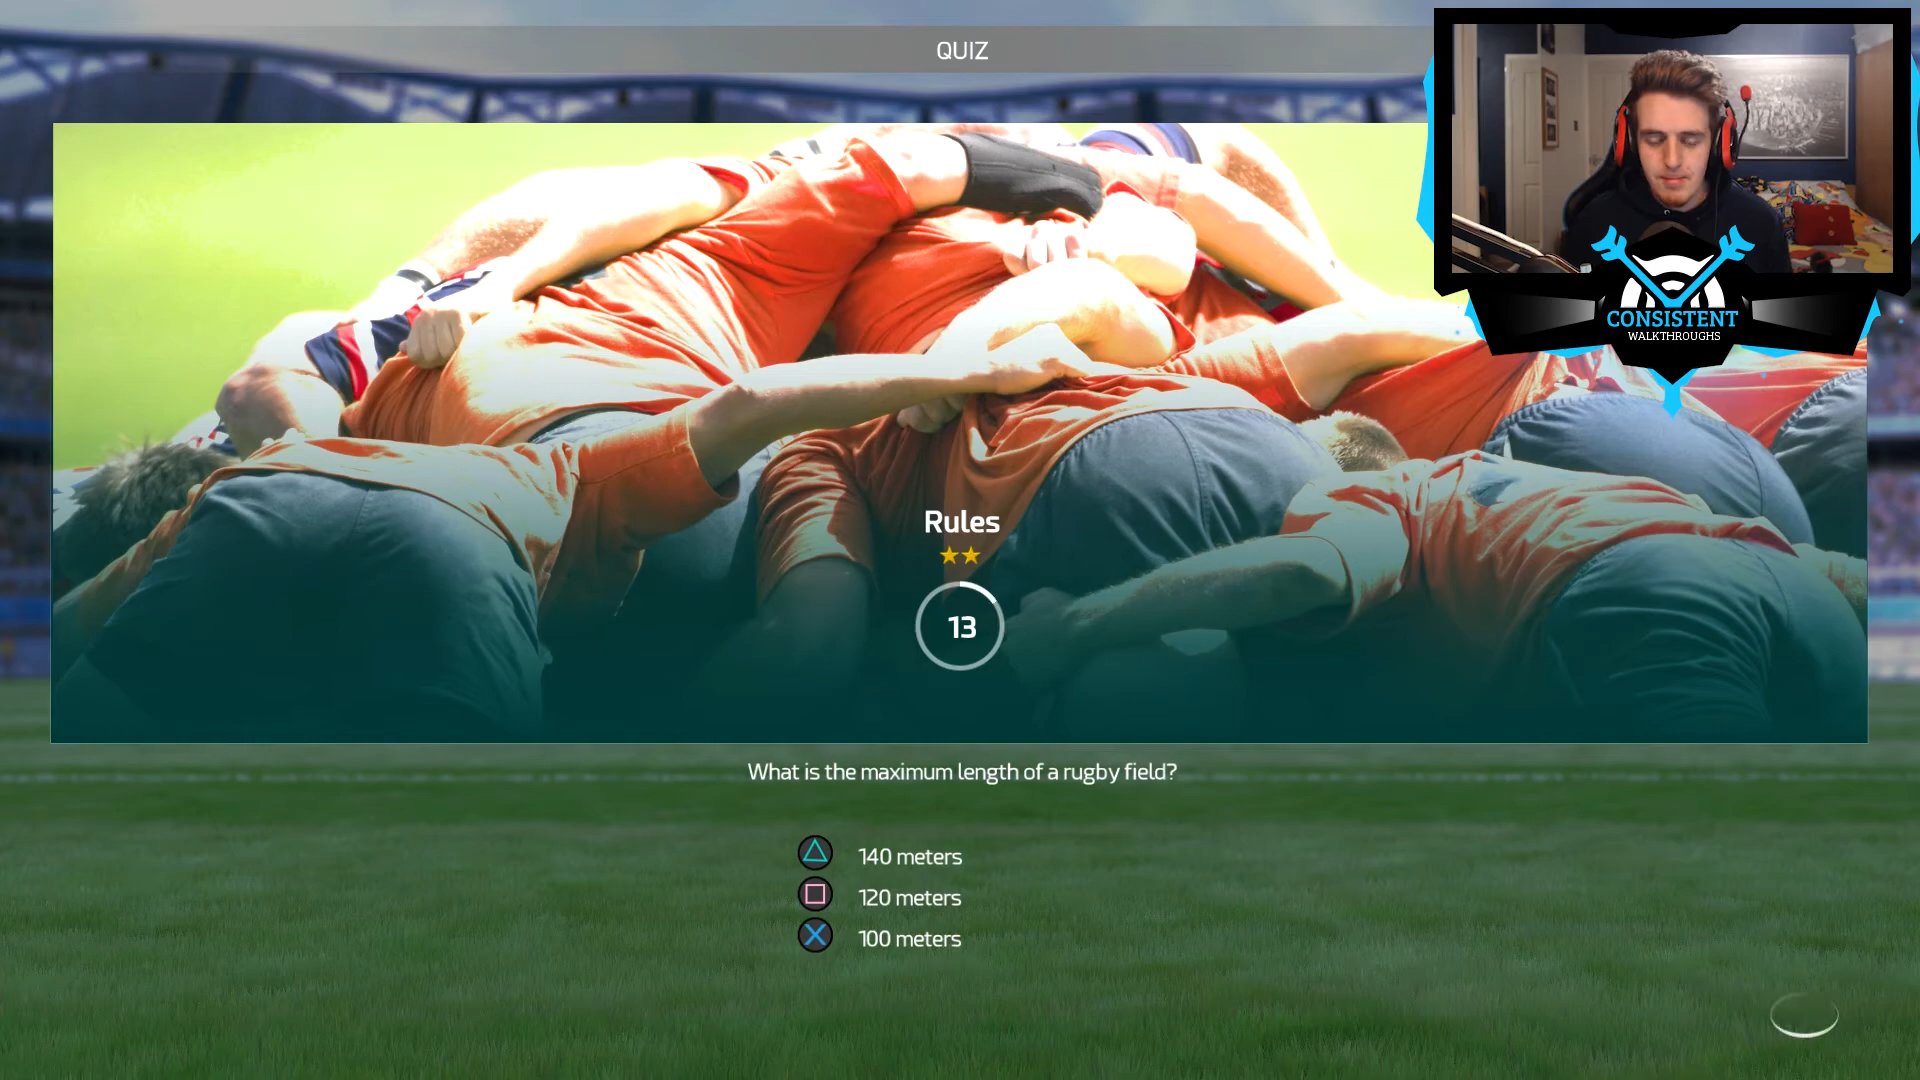 QUIZ
CONSISTENT
WALKTHROUGHS
Rules
13
What is the maximum length of a rugby field?
140 meters
120 meters
100 meters